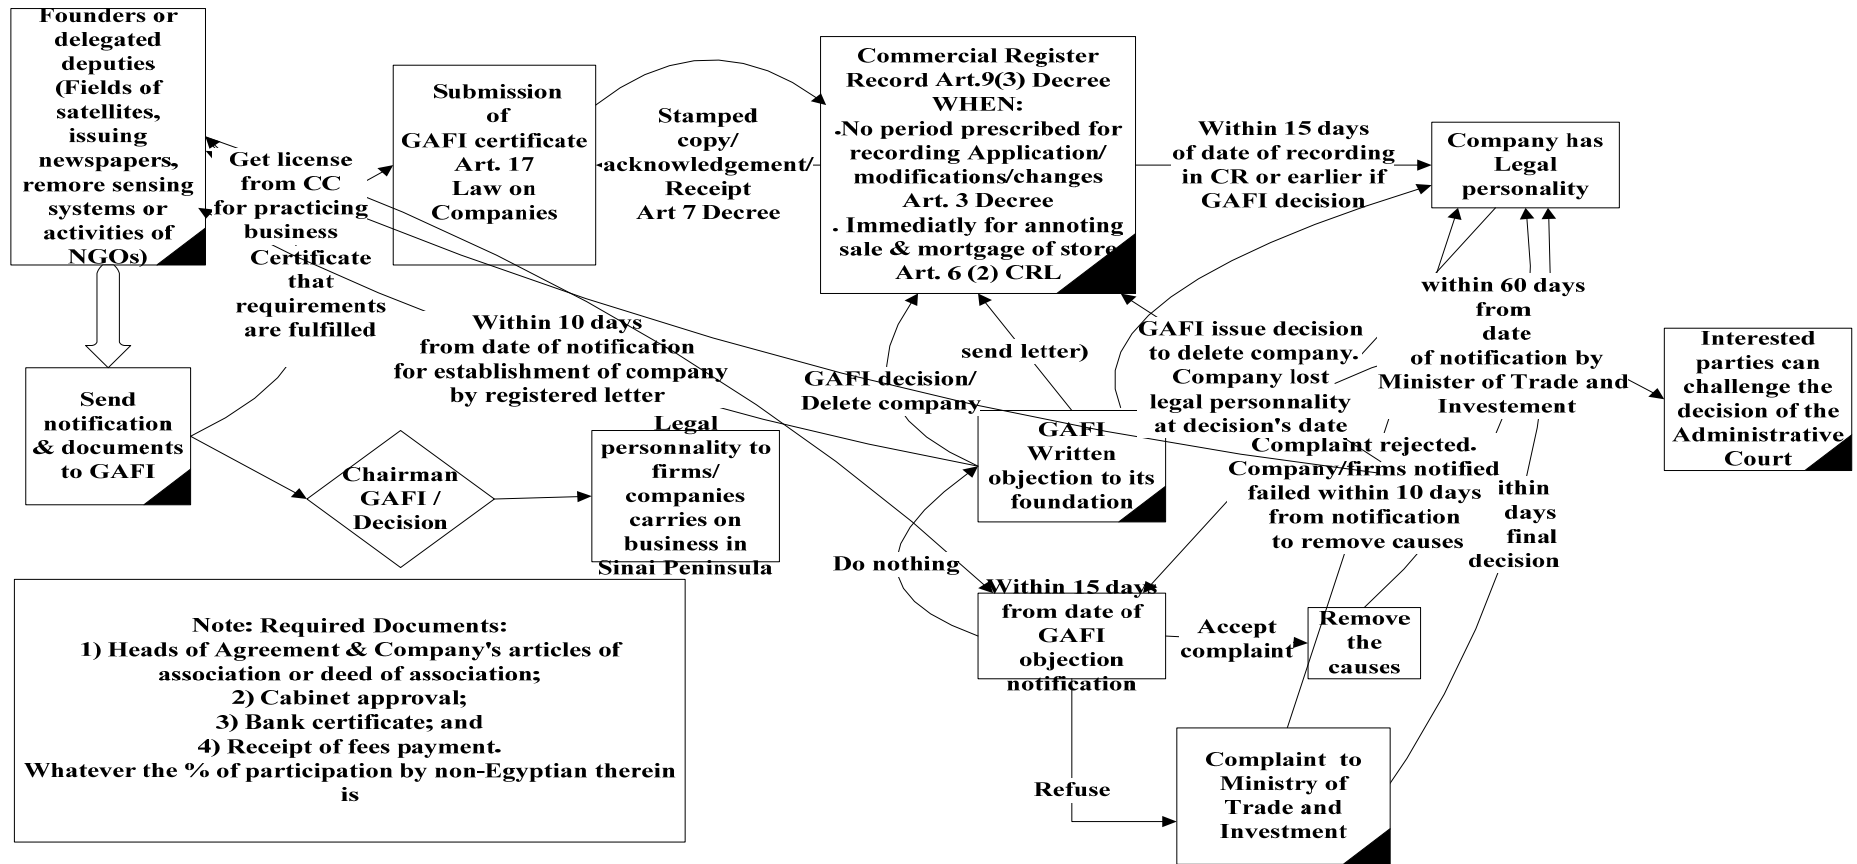 Founders or
delegated
deputies
(Fields of
satellites,
issuing
newspapers,
remore sensing
systems or
activities of
NGOs)
Get license
from CC
for practicing
business
Certificate
that
requirements
are fulfilled
Submission
of
GAFI certificate
Art. 17
Law on
Companies
Stamped
copy/
acknowledgement/
Receipt
Art 7 Decree
Commercial Register
Record Art.9(3) Decree
WHEN:
.No period prescribed for
recording Application/
modifications/changes
Art. 3 Decree
. Immediatly for annoting
sale & mortgage of store
Art. 6 (2) CRL
Within 15 days
of date of recording
in CR or earlier if
GAFI decision
Company has
Legal
personality
Send
notification
& documents
to GAFI
Chairman
GAFI /
Decision
Within 10 days
from date of notification
for establishment of company
by registered letter
Legal
personnality to
firms/
companies
carries on
business in
Sinai Peninsula
GAFI decision/
Delete company
send letter)
GAFI
Written
objection to its
foundation
GAFI issue decision
to delete company.
Company lost
legal personnality
at decision's date
within 60 days
from
date
of notification by
Minister of Trade and
Investement
Interested
parties can
challenge the
decision of the
Administrative
Court
Complaint rejected.
Company/firms notified
failed within 10 days
from notification
to remove causes
ithin
days
final
decision
Do nothing
Within 15 days
from date of
GAFI
objection
notification
Accept
complaint
Remove
the
causes
Refuse
Complaint to
Ministry of
Trade and
Investment
Note: Required Documents:
1) Heads of Agreement & Company's articles of
association or deed of association;
2) Cabinet approval;
3) Bank certificate; and
4) Receipt of fees payment.
Whatever the % of participation by non-Egyptian therein
is